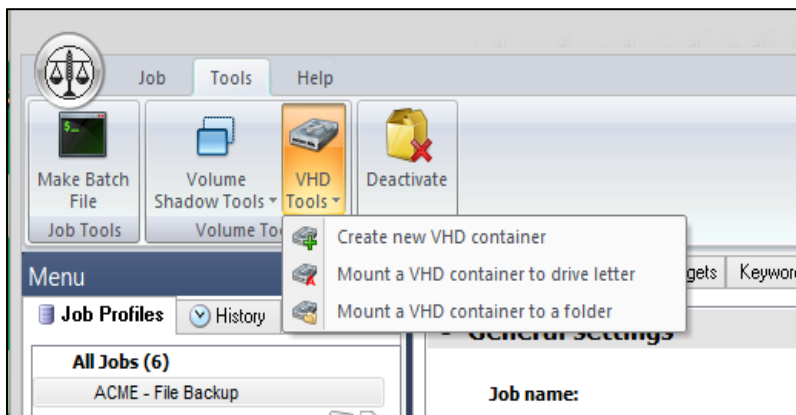 Job Tools Help
Make Batch File
Volume Shadow Tools
VHD Tools
Deactivate
Job Tools
Volume To
Create new VHD container
Mount a VHD container to drive letter
Mount a VHD container to a folder
Menu
gets
Job Profiles
History
General settings
All Jobs (6)
ACME - File Backup
Job name: